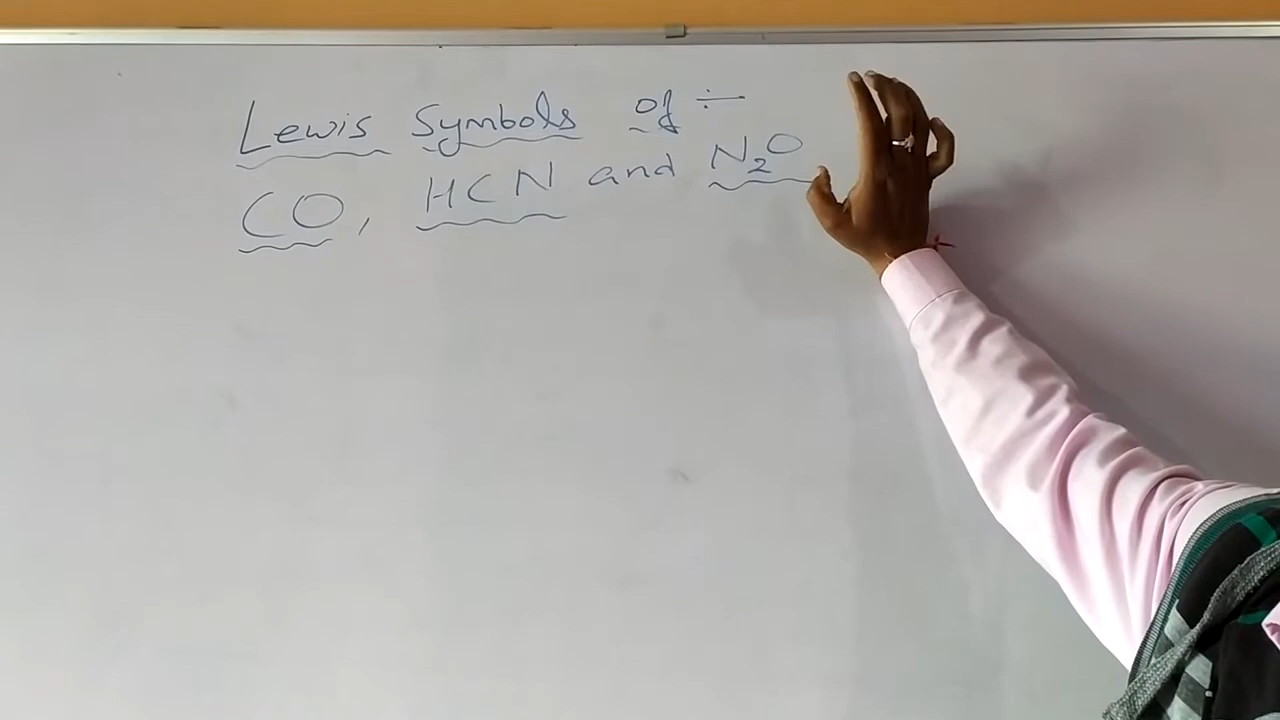 Lewis Symbols of :-
CO, HCN and N₂O